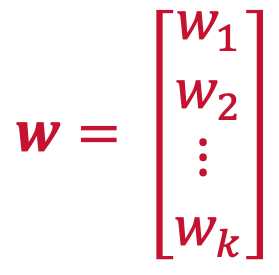 w = [
w₁
w₂
⋮
wₖ
]